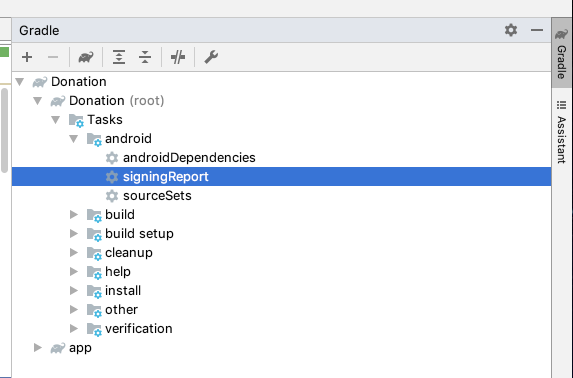 Gradle
Donation
Donation (root)
Tasks
android
androidDependencies
signingReport
sourceSets
build
build setup
cleanup
help
install
other
verification
app
Gradle
Assistant